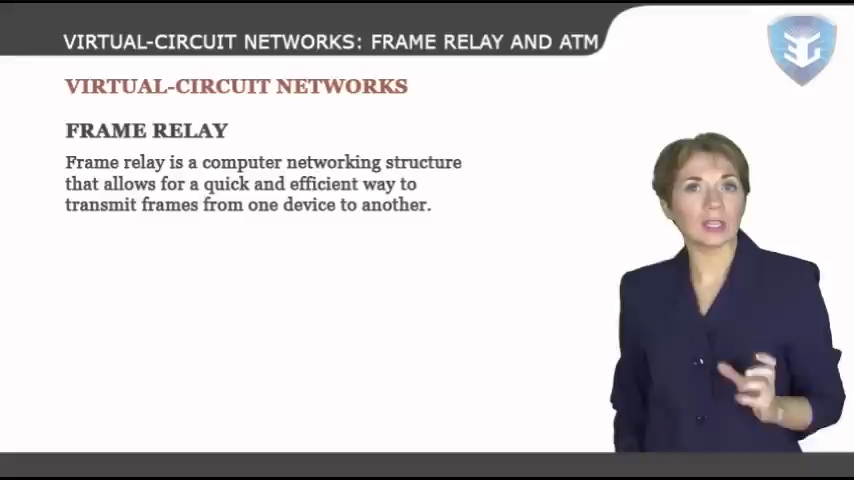 VIRTUAL-CIRCUIT NETWORKS: FRAME RELAY AND ATM
VIRTUAL-CIRCUIT NETWORKS
FRAME RELAY
Frame relay is a computer networking structure
that allows for a quick and efficient way to
transmit frames from one device to another.